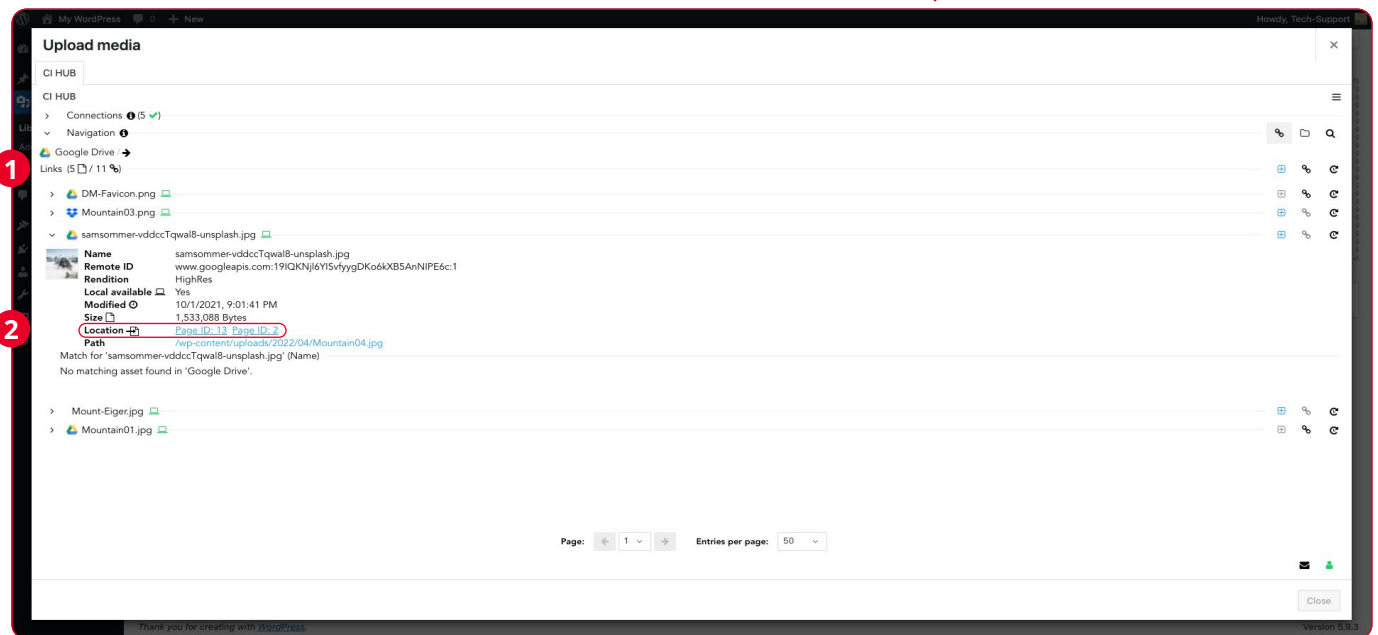 My WordPress 0 + New Howdy, Tech-Support
Upload media
CI HUB
CI HUB
Connections (5 ✔)
Navigation
Google Drive /
1
Links (5 / 11 )
DM-Favicon.png
Mountain03.png
samsommer-vddccTqwal8-unsplash.jpg
Name samsommer-vddccTqwal8-unsplash.jpg
Remote ID www.googleapis.com:19IQKNjl6YISvfyygDKo6kXB5AnNIPE6c:1
Rendition HighRes
Local available Yes
Modified 10/1/2021, 9:01:41 PM
Size 1,533,088 Bytes
2
Location Page ID: 13 Page ID: 2
Path /wp-content/uploads/2022/04/Mountain04.jpg
Match for 'samsommer-vddccTqwal8-unsplash.jpg' (Name)
No matching asset found in 'Google Drive'.
Mount-Eiger.jpg
Mountain01.jpg
Page: 1 Entries per page: 50
Close
Thank you for creating with WordPress. Version 5.9.3